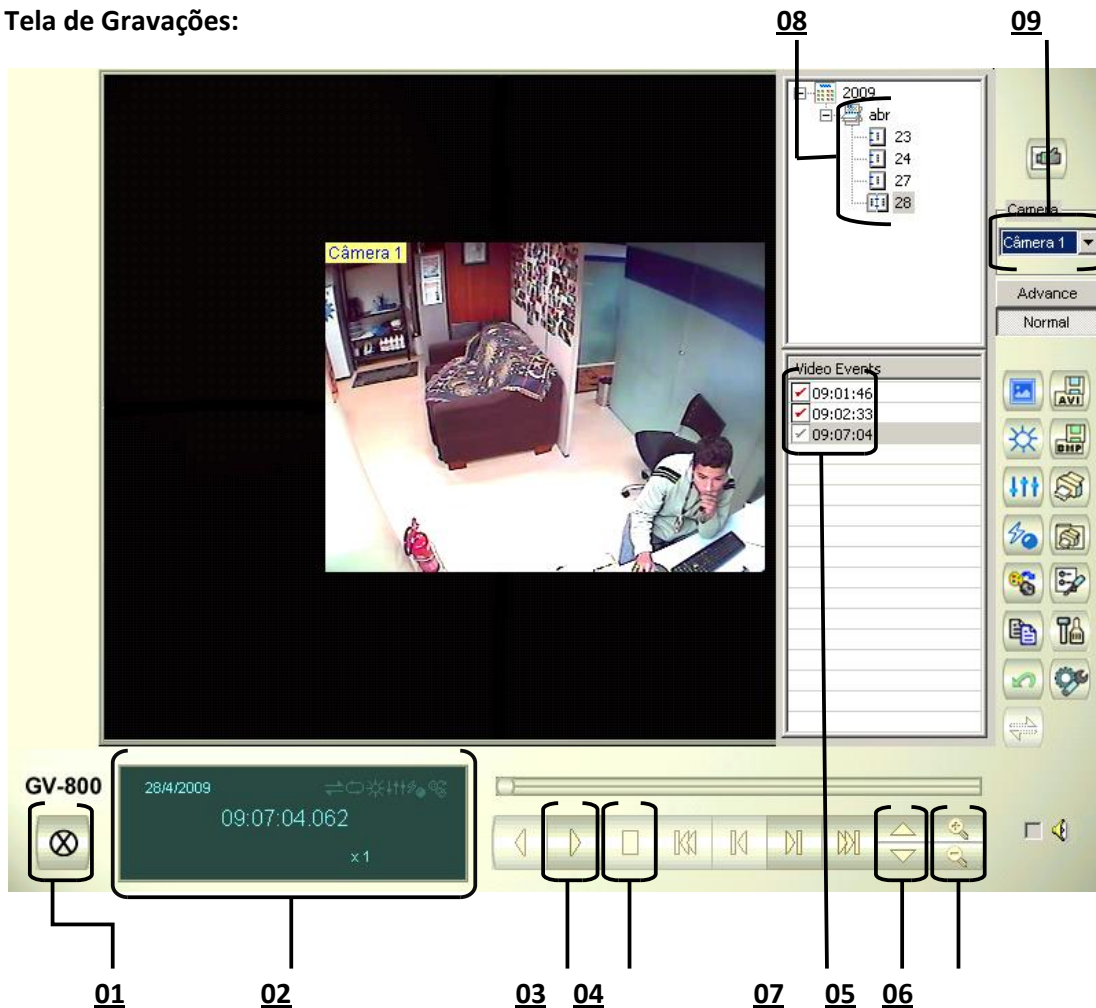 Tela de Gravações:
08
09
2009
abr
23
24
27
28
Camera
Câmera 1
Câmera 1
Advance
Normal
Video Events
09:01:46
09:02:33
09:07:04
AVI
BMP
GV-800
28/4/2009
09:07:04.062
x 1
01
02
03
04
07
05
06